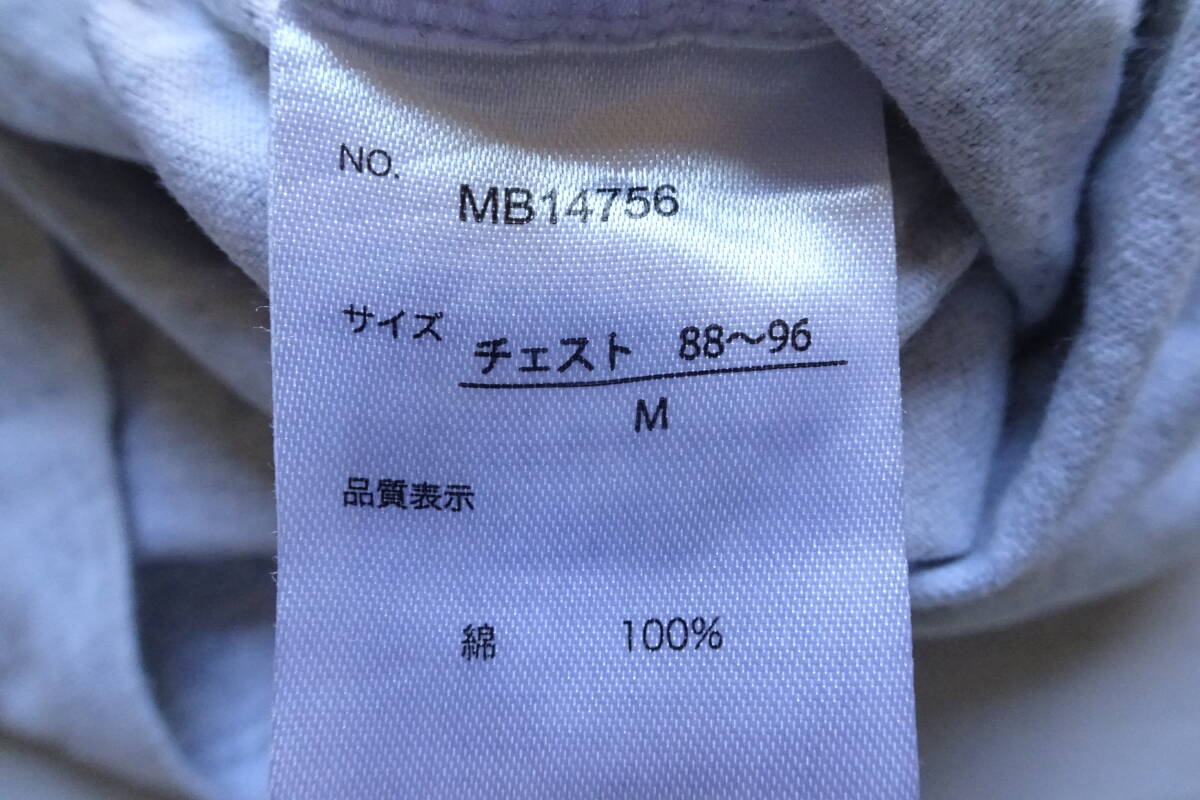 NO.
MB14756
サイズ チェスト 88～96
M
品質表示
綿 100%